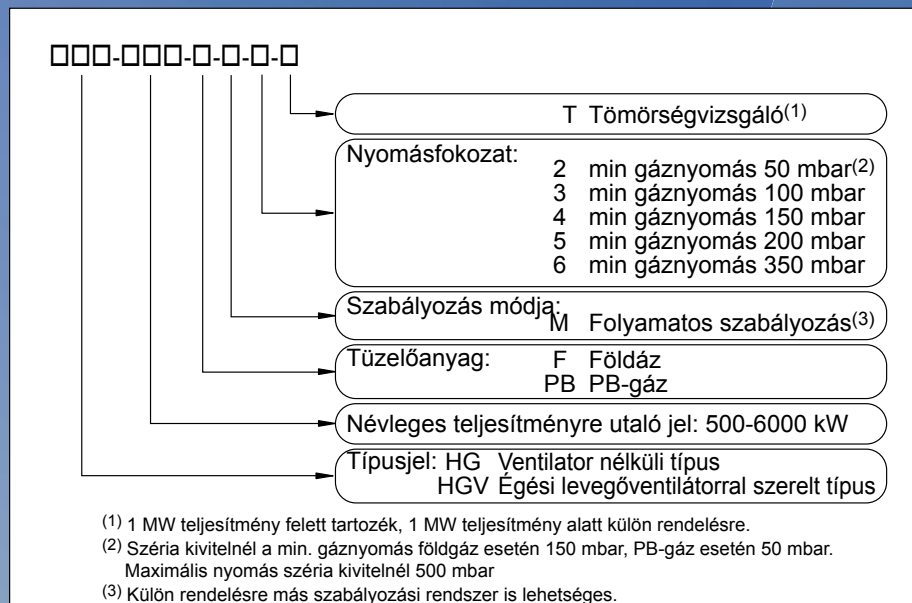 □□□-□□□-□-□-□-□
T Tömörségvizsgáló(1)
Nyomásfokozat:
2 min gáznyomás 50 mbar(2)
3 min gáznyomás 100 mbar
4 min gáznyomás 150 mbar
5 min gáznyomás 200 mbar
6 min gáznyomás 350 mbar
Szabályozás módja:
M Folyamatos szabályozás(3)
Tüzelőanyag: F Földáz
PB PB-gáz
Névleges teljesítményre utaló jel: 500-6000 kW
Típusjel: HG Ventilator nélküli típus
HGV Égési levegőventilátorral szerelt típus
(1) 1 MW teljesítmény felett tartozék, 1 MW teljesítmény alatt külön rendelésre.
(2) Széria kivitelnél a min. gáznyomás földgáz esetén 150 mbar, PB-gáz esetén 50 mbar.
Maximális nyomás széria kivitelnél 500 mbar
(3) Külön rendelésre más szabályozási rendszer is lehetséges.